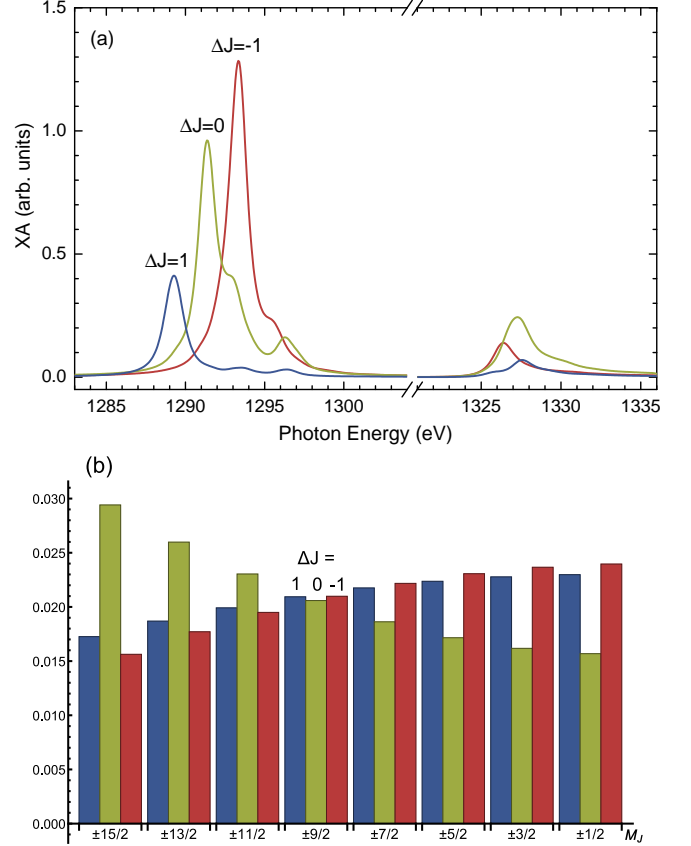 (a)
1.5
1.0
0.5
0.0
XA (arb. units)
ΔJ=-1
ΔJ=0
ΔJ=1
1285 1290 1295 1300 1325 1330 1335
Photon Energy (eV)
(b)
0.030
0.025
0.020
0.015
0.010
0.005
0.000
ΔJ =
1 0 -1
±15/2 ±13/2 ±11/2 ±9/2 ±7/2 ±5/2 ±3/2 ±1/2 M_J